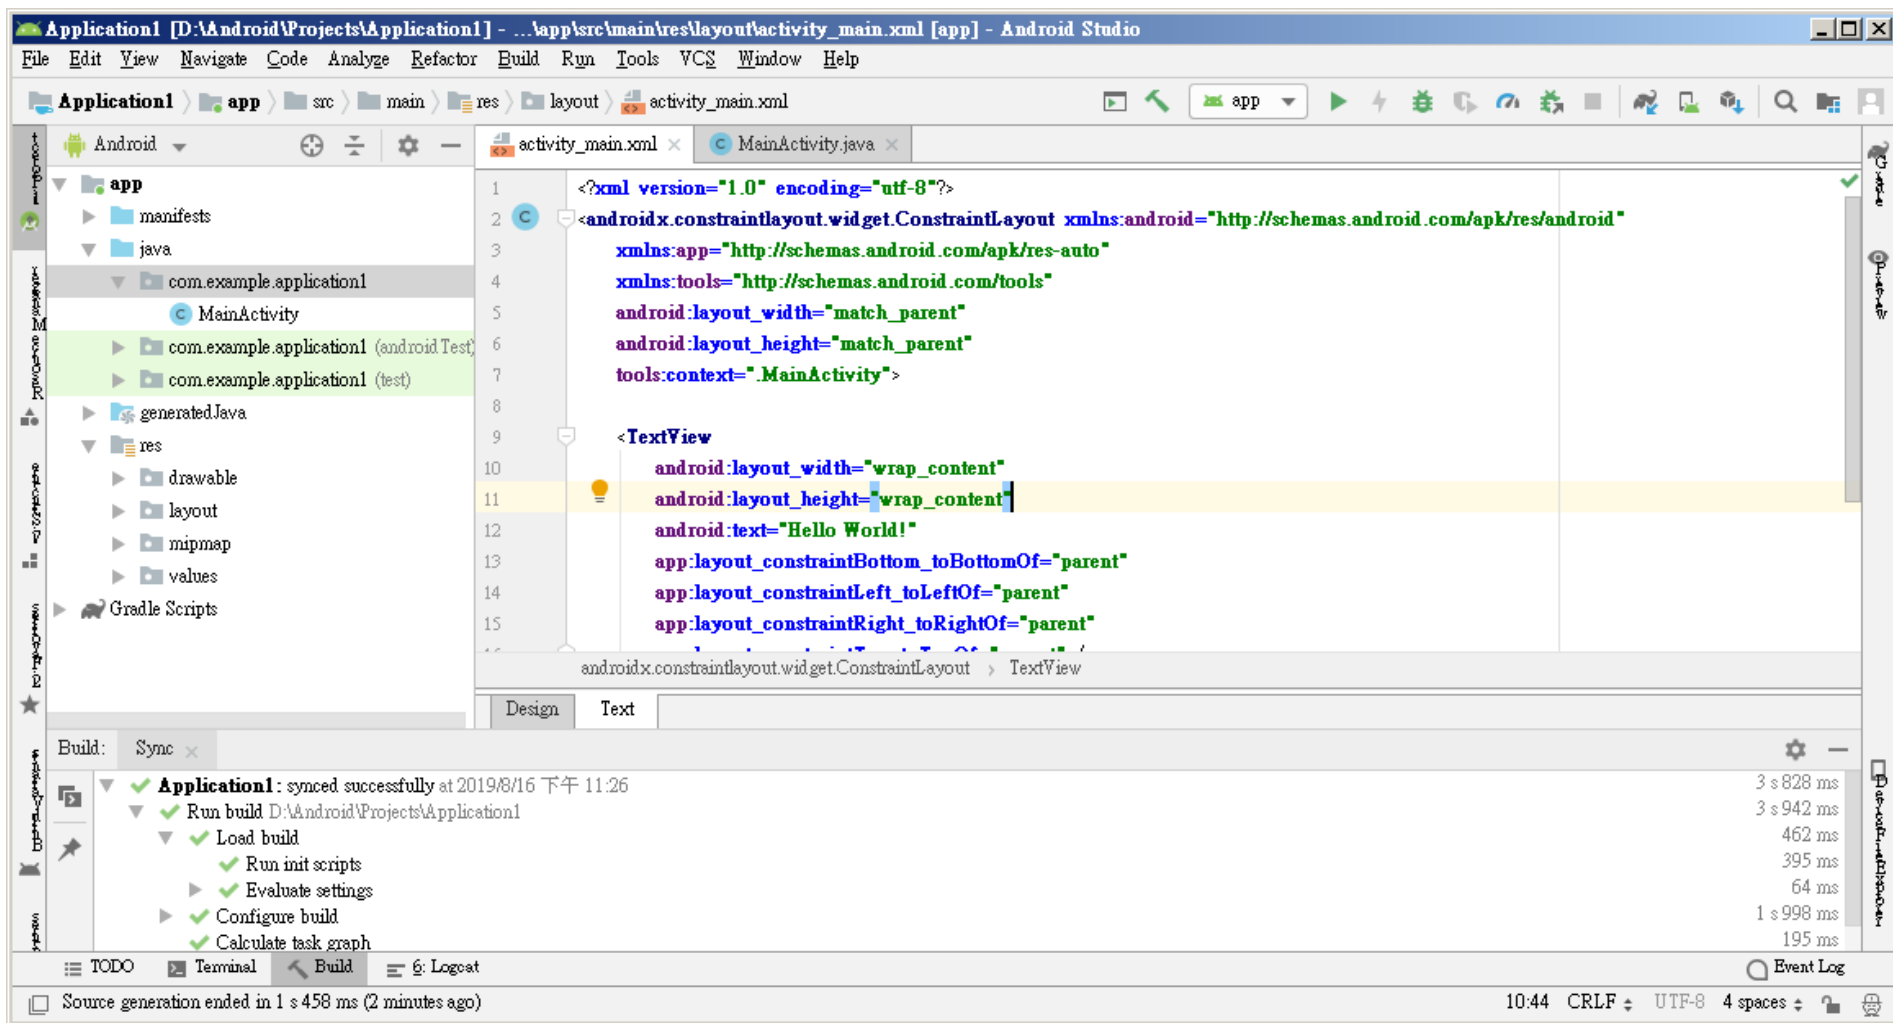 Application1 [D:\Android\Projects\Application1] - ...\app\src\main\res\layout\activity_main.xml [app] - Android Studio
File Edit View Navigate Code Analyze Refactor Build Run Tools VCS Window Help
Application1 app src main res layout activity_main.xml app
Android
activity_main.xml MainActivity.java
app
manifests
java
com.example.application1
MainActivity
com.example.application1 (androidTest)
com.example.application1 (test)
generatedJava
res
drawable
layout
mipmap
values
Gradle Scripts
1 <?xml version="1.0" encoding="utf-8"?>
2 <androidx.constraintlayout.widget.ConstraintLayout xmlns:android="http://schemas.android.com/apk/res/android"
3 xmlns:app="http://schemas.android.com/apk/res-auto"
4 xmlns:tools="http://schemas.android.com/tools"
5 android:layout_width="match_parent"
6 android:layout_height="match_parent"
7 tools:context=".MainActivity">
8
9 <TextView
10 android:layout_width="wrap_content"
11 android:layout_height="wrap_content"
12 android:text="Hello World!"
13 app:layout_constraintBottom_toBottomOf="parent"
14 app:layout_constraintLeft_toLeftOf="parent"
15 app:layout_constraintRight_toRightOf="parent"
androidx.constraintlayout.widget.ConstraintLayout > TextView
Design Text
Build: Sync
Application1: synced successfully at 2019/8/16 下午 11:26 3 s 828 ms
Run build D:\Android\Projects\Application1 3 s 942 ms
Load build 462 ms
Run init scripts 395 ms
Evaluate settings 64 ms
Configure build 1 s 998 ms
Calculate task graph 195 ms
TODO Terminal Build 6: Logcat Event Log
Source generation ended in 1 s 458 ms (2 minutes ago) 10:44 CRLF UTF-8 4 spaces